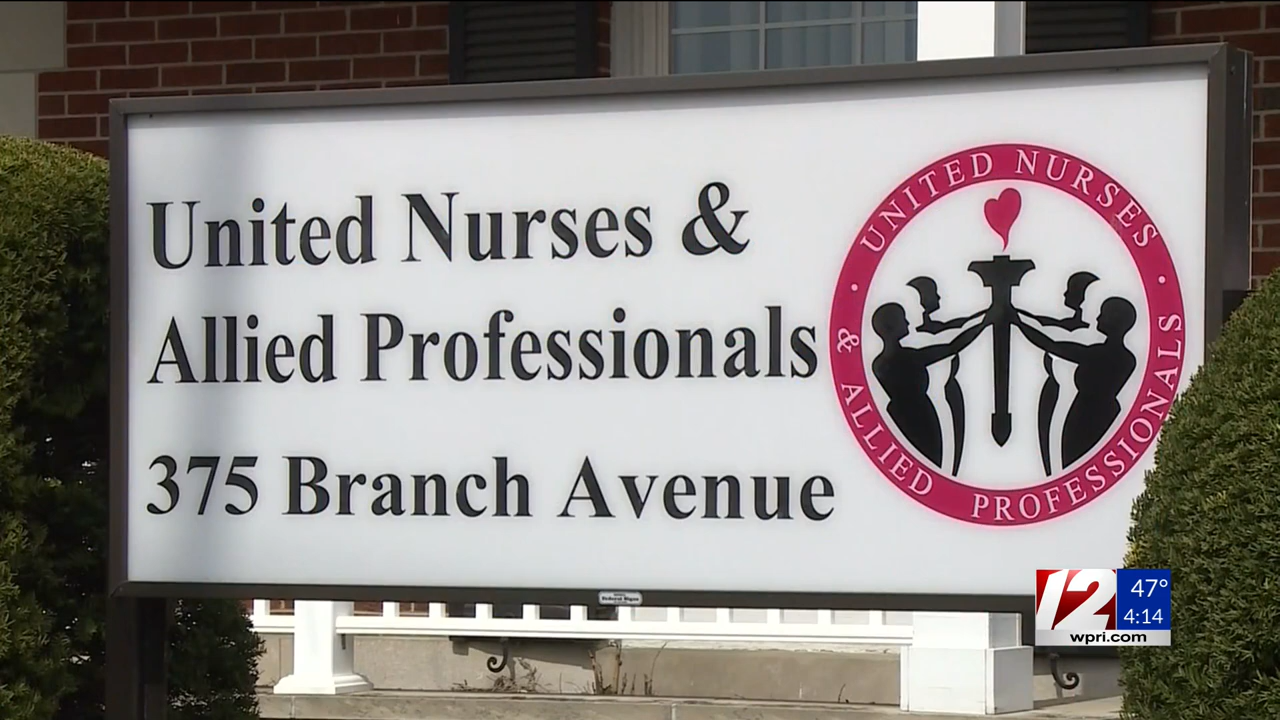 United Nurses &
Allied Professionals
375 Branch Avenue
UNITED NURSES
& ALLIED PROFESSIONALS
12
47°
4:14
wpri.com